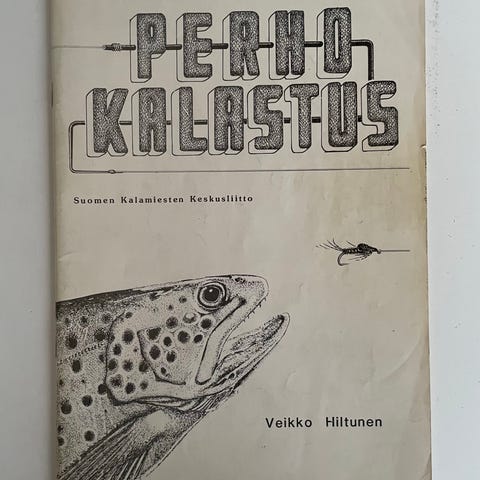 PERHO
KALASTUS
Suomen Kalamiesten Keskusliitto
Veikko Hiltunen